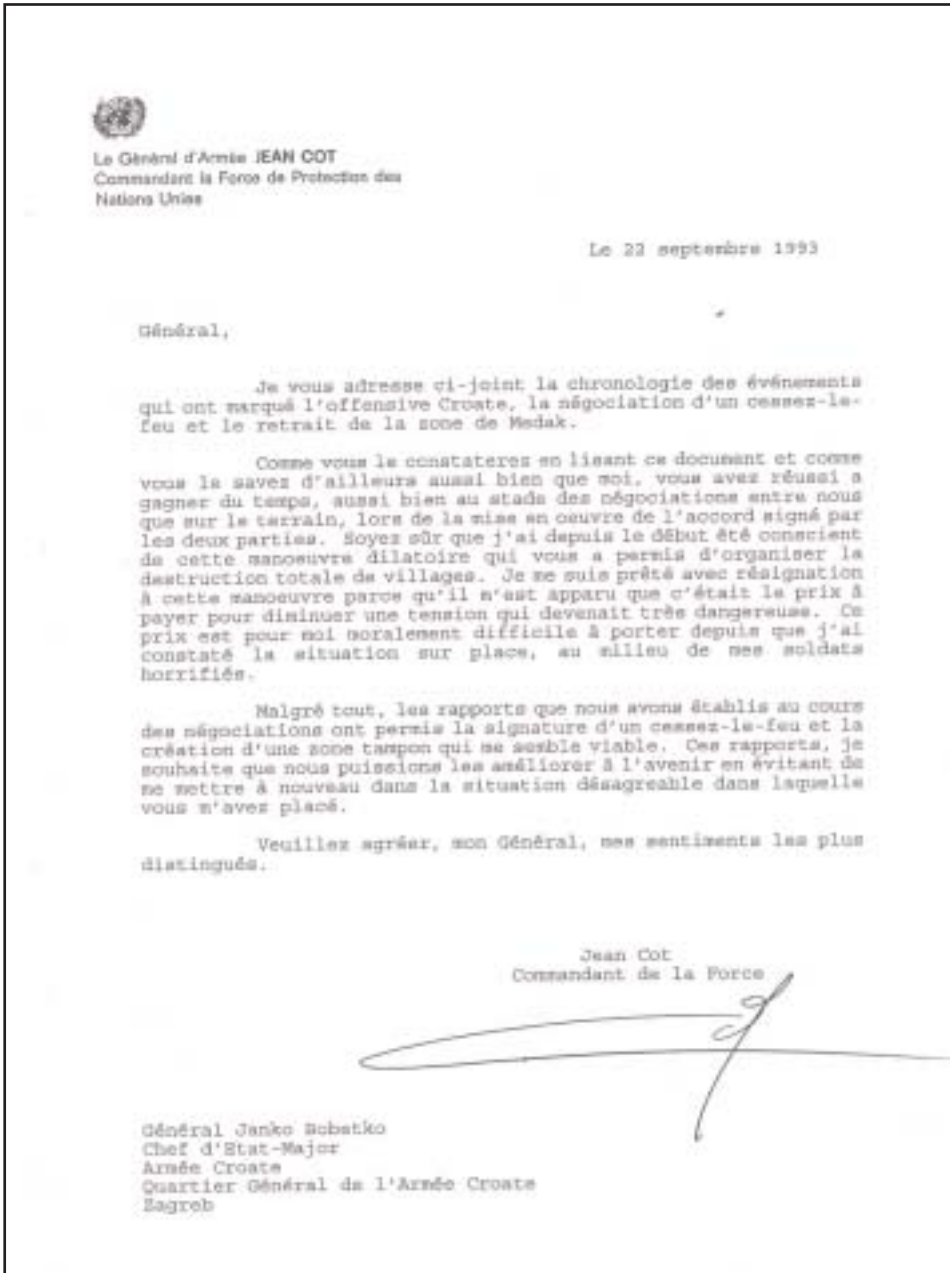 Le Général d'Armée JEAN COT
Commandant la Force de Protection des
Nations Unies
Le 22 septembre 1993
Général,
Je vous adresse ci-joint la chronologie des événements
qui ont marqué l'offensive Croate, la négociation d'un cessez-le-
feu et le retrait de la zone de Medak.
Comme vous le constaterez en lisant ce document et comme
vous le savez d'ailleurs aussi bien que moi, vous avez réussi a
gagner du temps, aussi bien au stade des négociations entre nous
que sur le terrain, lors de la mise en oeuvre de l'accord signé par
les deux parties. Soyez sûr que j'ai depuis le début été conscient
de cette manoeuvre dilatoire qui vous a permis d'organiser la
destruction totale de villages. Je me suis prêté avec résignation
à cette manoeuvre parce qu'il m'est apparu que c'était le prix à
payer pour diminuer une tension qui devenait très dangereuse. Ce
prix est pour moi moralement difficile à porter depuis que j'ai
constaté la situation sur place, au milieu de mes soldats
horrifiés.
Malgré tout, les rapports que nous avons établis au cours
des négociations ont permis la signature d'un cessez-le-feu et la
création d'une zone tampon qui me semble viable. Ces rapports, je
souhaite que nous puissions les améliorer à l'avenir en évitant de
me mettre à nouveau dans la situation désagreable dans laquelle
vous m'avez placé.
Veuillez agréer, mon Général, mes sentiments les plus
distingués.
Jean Cot
Commandant de la Force
Général Janko Bobetko
Chef d'Etat-Major
Armée Croate
Quartier Général de l'Armée Croate
Zagreb